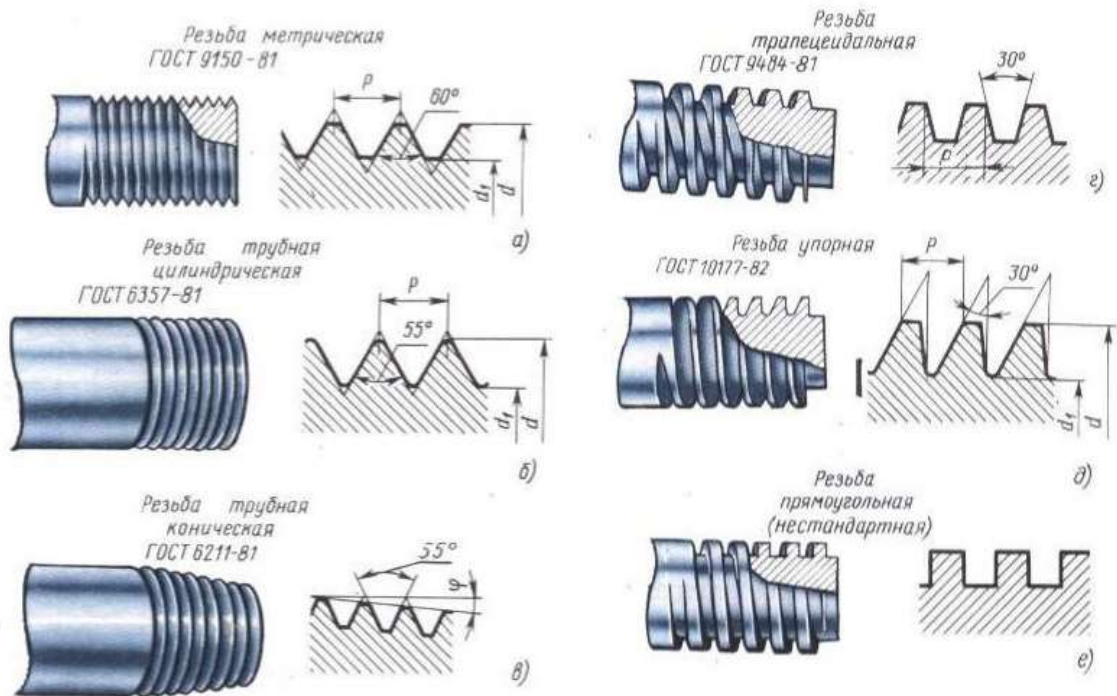 Резьба метрическая
ГОСТ 9150-81
P
60°
d₁
d
а)
Резьба трубная
цилиндрическая
ГОСТ 6357-81
P
55°
d₁
d
б)
Резьба трубная
коническая
ГОСТ 6211-81
55°
φ
в)
Резьба
трапецеидальная
ГОСТ 9484-81
30°
P
г)
Резьба упорная
ГОСТ 10177-82
P
30°
d₁
d
д)
Резьба
прямоугольная
(нестандартная)
е)